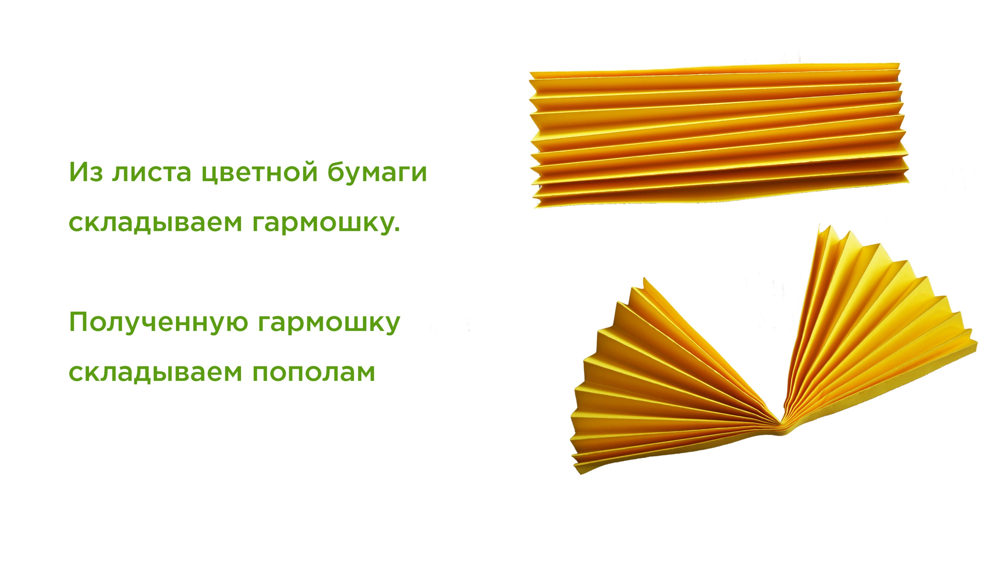 Из листа цветной бумаги
складываем гармошку.
Полученную гармошку
складываем пополам